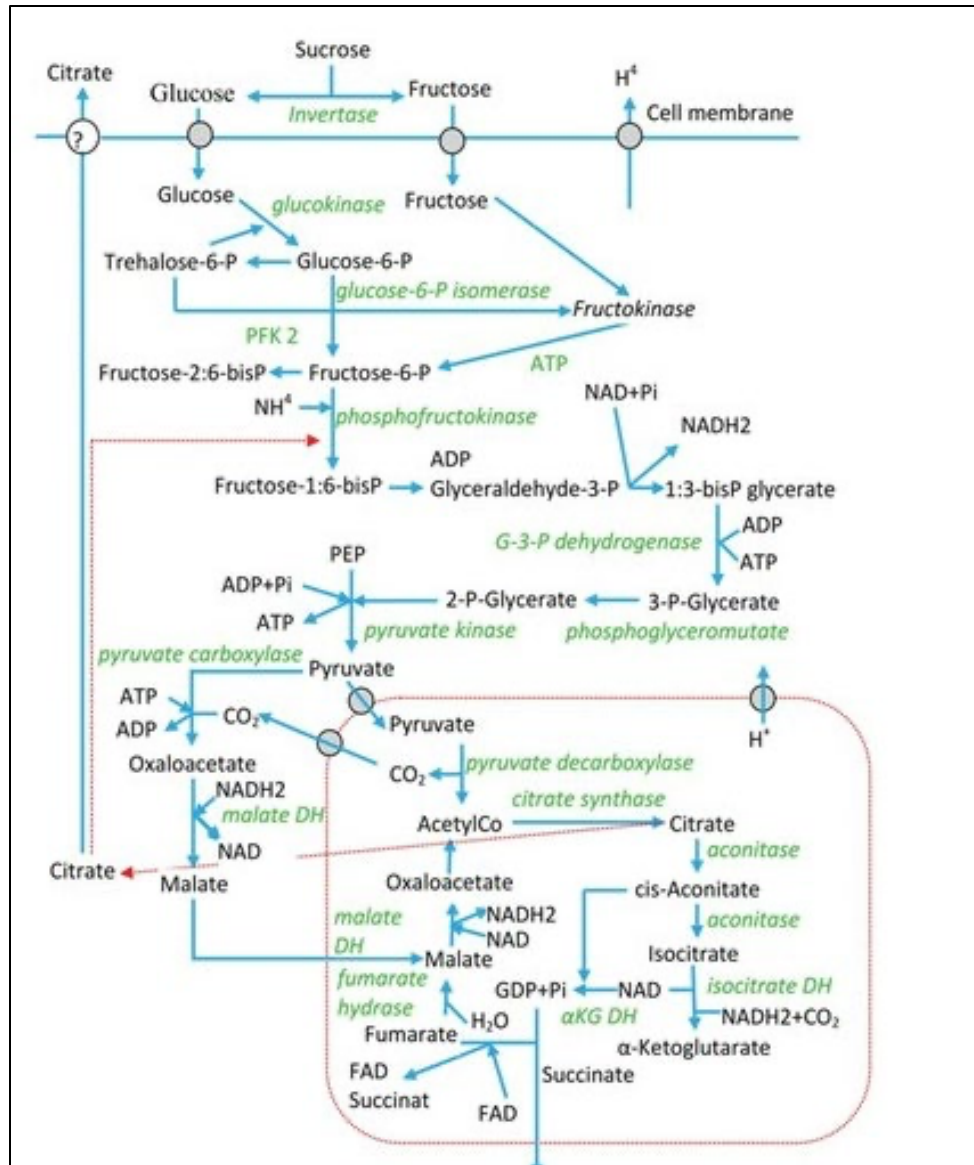 Sucrose
Citrate
Glucose
Fructose
H⁴
Invertase
Cell membrane
?
Glucose
glucokinase
Fructose
Trehalose-6-P
Glucose-6-P
glucose-6-P isomerase
Fructokinase
PFK 2
ATP
Fructose-2:6-bisP
Fructose-6-P
NAD+Pi
NH⁴
phosphofructokinase
NADH2
ADP
Fructose-1:6-bisP
Glyceraldehyde-3-P
1:3-bisP glycerate
G-3-P dehydrogenase
ADP
ATP
PEP
ADP+Pi
2-P-Glycerate
3-P-Glycerate
ATP
pyruvate kinase
phosphoglyceromutate
pyruvate carboxylase
Pyruvate
ATP
ADP
CO₂
Pyruvate
H⁺
Oxaloacetate
CO₂
pyruvate decarboxylase
NADH2
malate DH
citrate synthase
NAD
AcetylCo
Citrate
aconitase
Citrate
Malate
Oxaloacetate
cis-Aconitate
malate
DH
NADH2
NAD
aconitase
Isocitrate
Malate
fumarate
hydrase
GDP+Pi
NAD
isocitrate DH
H₂O
αKG DH
NADH2+CO₂
Fumarate
α-Ketoglutarate
FAD
Succinat
Succinate
FAD